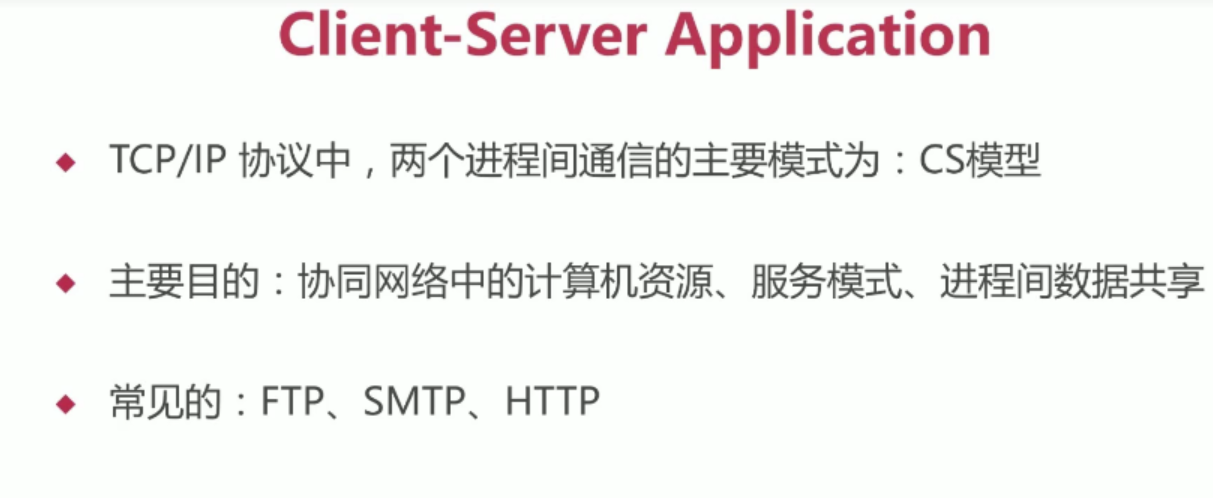 Client-Server Application
TCP/IP 协议中，两个进程间通信的主要模式为：CS模型
主要目的：协同网络中的计算机资源、服务模式、进程间数据共享
常见的：FTP、SMTP、HTTP